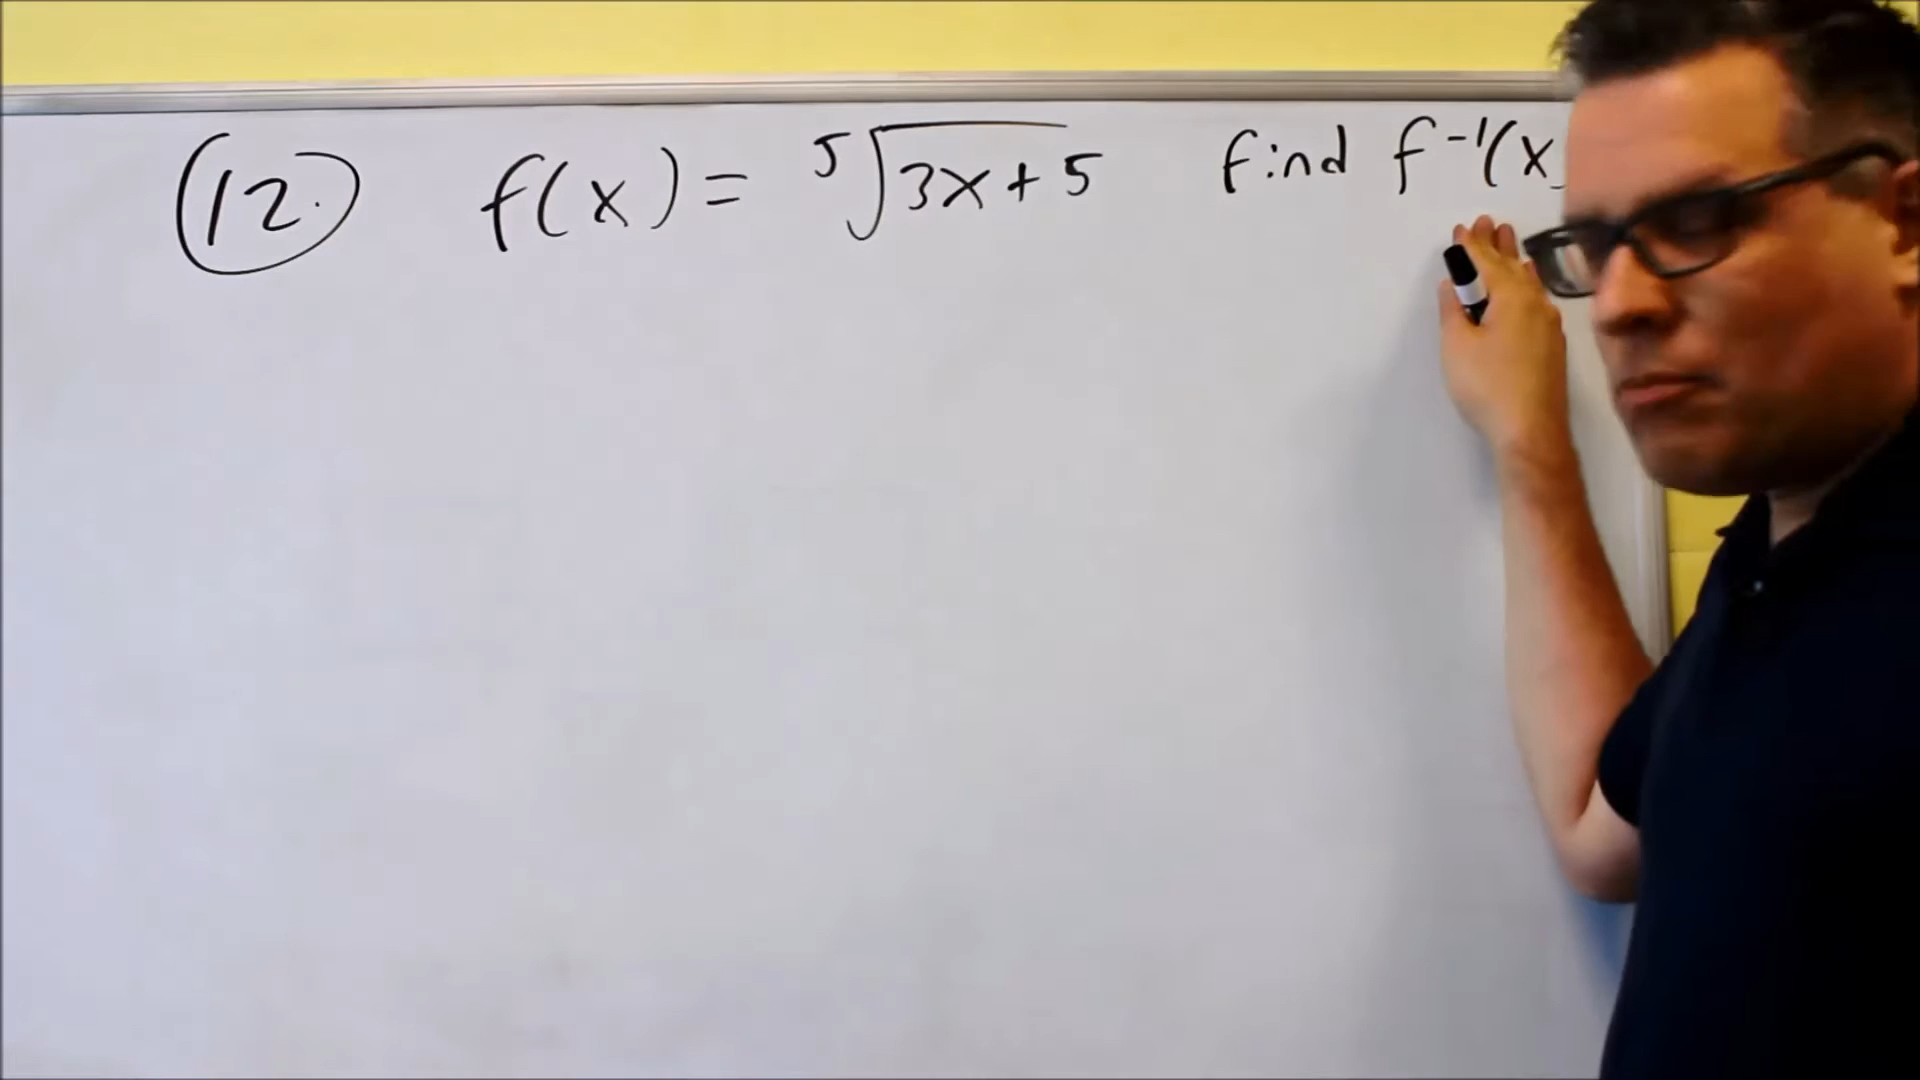 12. f(x) = ⁵√3x+5 find f⁻¹(x